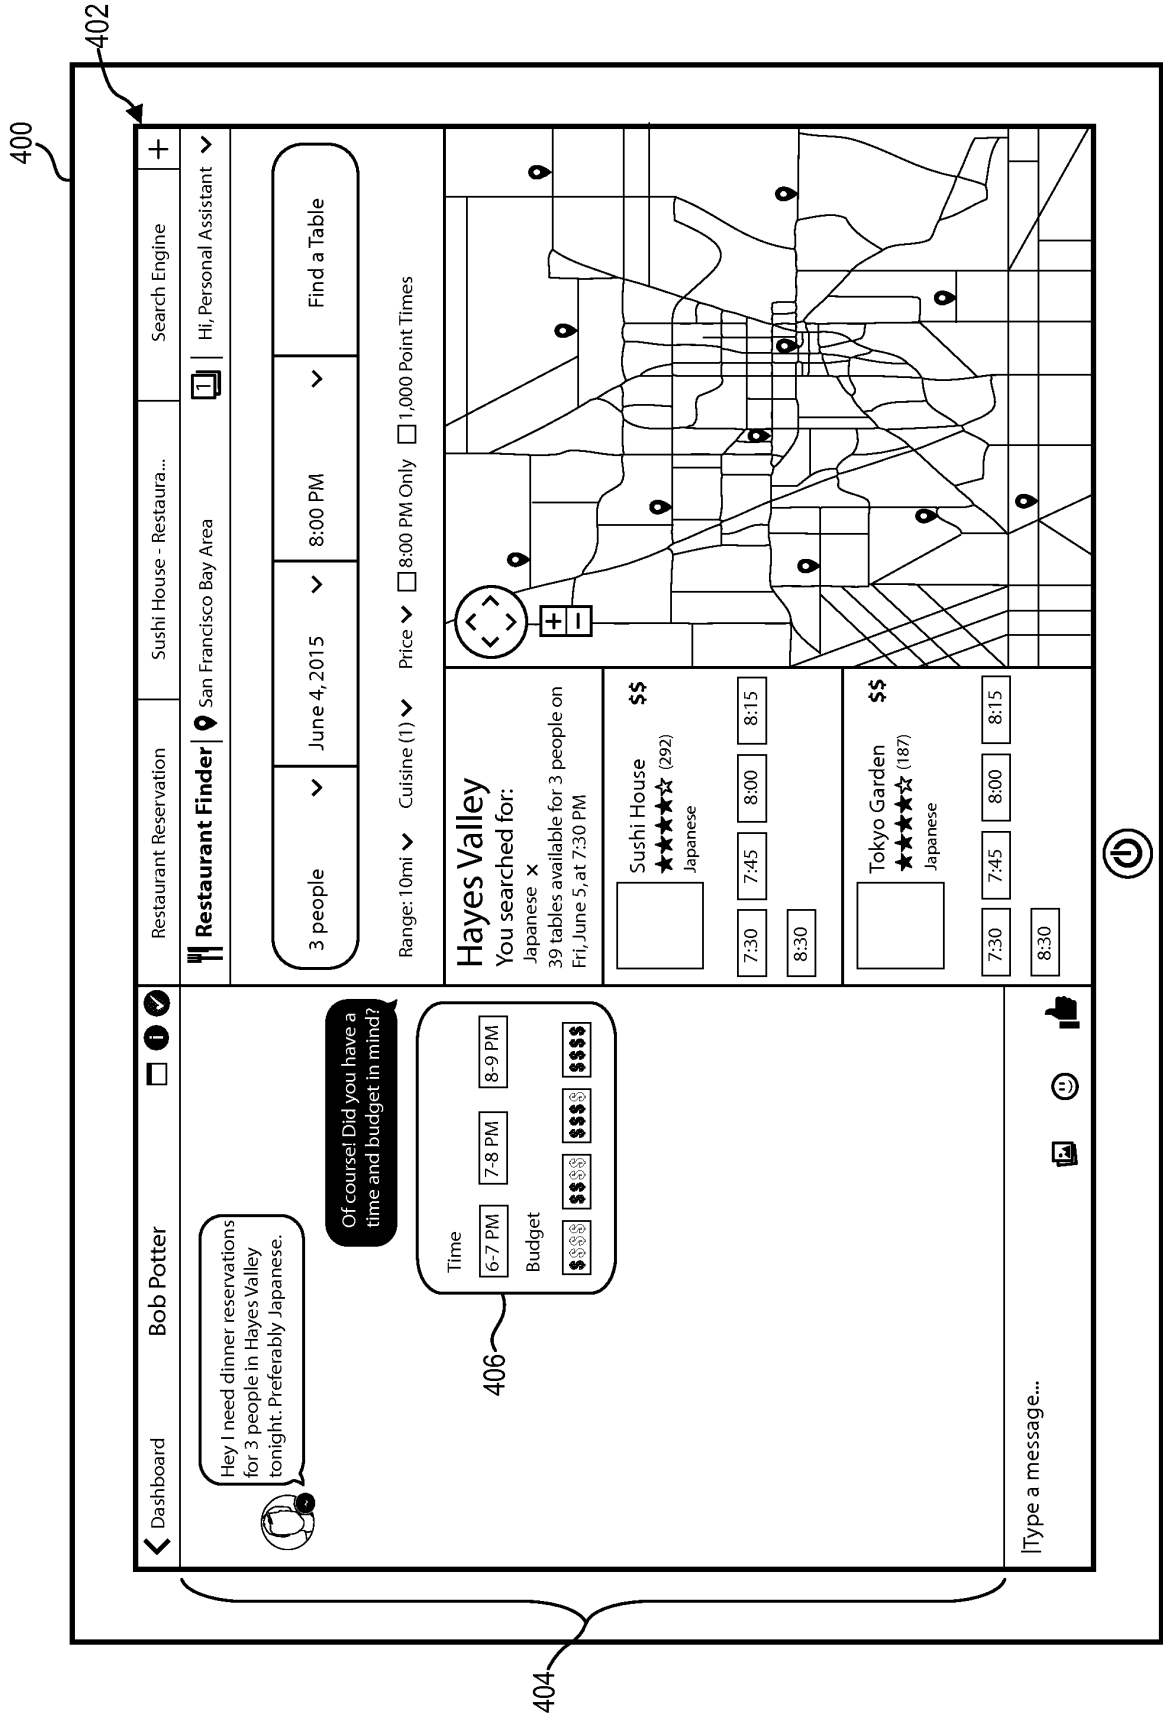 400
402
Dashboard
Bob Potter
i
Hey I need dinner reservations
for 3 people in Hayes Valley
tonight. Preferably Japanese.
Of course! Did you have a
time and budget in mind?
Time
6-7 PM 7-8 PM 8-9 PM
Budget
$$$$ $$$$ $$$$ $$$$
406
|Type a message...
404
Restaurant Reservation
Sushi House - Restaura...
Search Engine
+
Restaurant Finder
San Francisco Bay Area
1
Hi, Personal Assistant
3 people
June 4, 2015
8:00 PM
Find a Table
Range: 10mi
Cuisine (1)
Price
8:00 PM Only
1,000 Point Times
Hayes Valley
You searched for:
Japanese ×
39 tables available for 3 people on
Fri, June 5, at 7:30 PM
Sushi House $$
★★★★☆ (292)
Japanese
7:30 7:45 8:00 8:15
8:30
Tokyo Garden $$
★★★★☆ (187)
Japanese
7:30 7:45 8:00 8:15
8:30
+
−